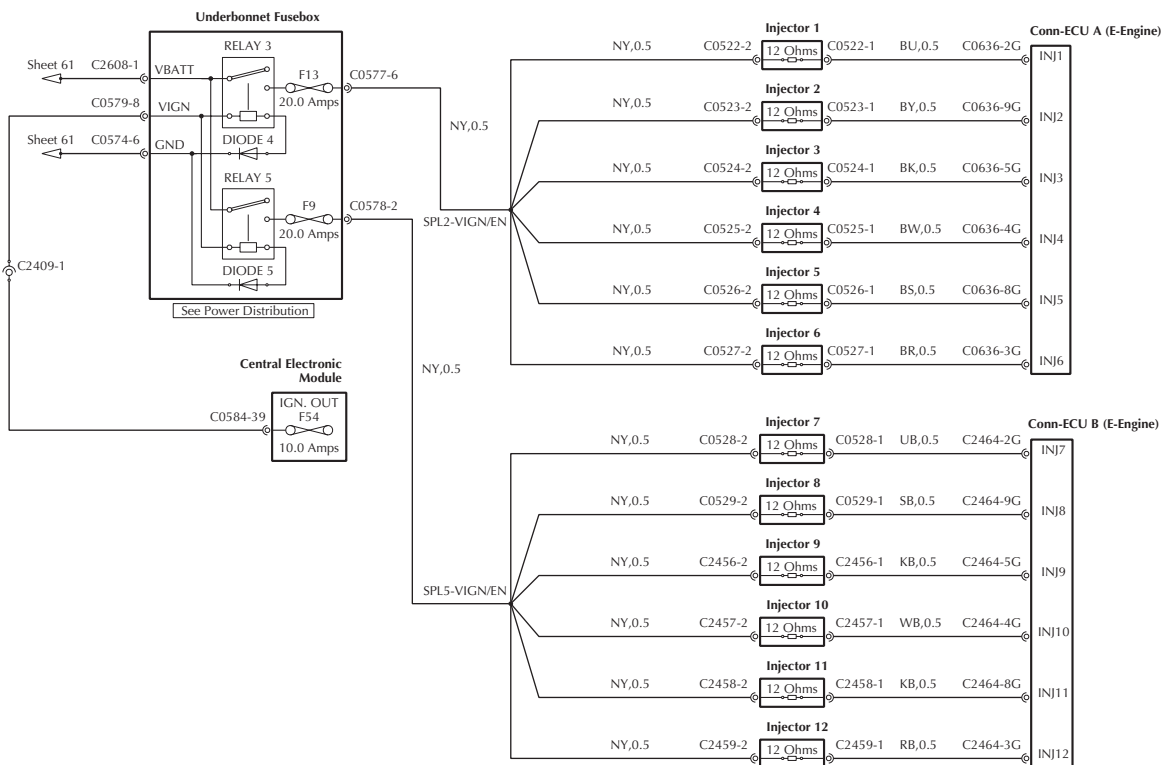 Underbonnet Fusebox
RELAY 3
Sheet 61
C2608-1
VBATT
F13
20.0 Amps
C0577-6
C0579-8
VIGN
Sheet 61
C0574-6
GND
DIODE 4
RELAY 5
F9
20.0 Amps
C0578-2
DIODE 5
See Power Distribution
C2409-1
Central Electronic
Module
IGN. OUT
F54
10.0 Amps
C0584-39
NY,0.5
SPL2-VIGN/EN
NY,0.5
SPL5-VIGN/EN
Conn-ECU A (E-Engine)
Injector 1
NY,0.5 C0522-2 12 Ohms C0522-1 BU,0.5 C0636-2G INJ1
Injector 2
NY,0.5 C0523-2 12 Ohms C0523-1 BY,0.5 C0636-9G INJ2
Injector 3
NY,0.5 C0524-2 12 Ohms C0524-1 BK,0.5 C0636-5G INJ3
Injector 4
NY,0.5 C0525-2 12 Ohms C0525-1 BW,0.5 C0636-4G INJ4
Injector 5
NY,0.5 C0526-2 12 Ohms C0526-1 BS,0.5 C0636-8G INJ5
Injector 6
NY,0.5 C0527-2 12 Ohms C0527-1 BR,0.5 C0636-3G INJ6
Conn-ECU B (E-Engine)
Injector 7
NY,0.5 C0528-2 12 Ohms C0528-1 UB,0.5 C2464-2G INJ7
Injector 8
NY,0.5 C0529-2 12 Ohms C0529-1 SB,0.5 C2464-9G INJ8
Injector 9
NY,0.5 C2456-2 12 Ohms C2456-1 KB,0.5 C2464-5G INJ9
Injector 10
NY,0.5 C2457-2 12 Ohms C2457-1 WB,0.5 C2464-4G INJ10
Injector 11
NY,0.5 C2458-2 12 Ohms C2458-1 KB,0.5 C2464-8G INJ11
Injector 12
NY,0.5 C2459-2 12 Ohms C2459-1 RB,0.5 C2464-3G INJ12